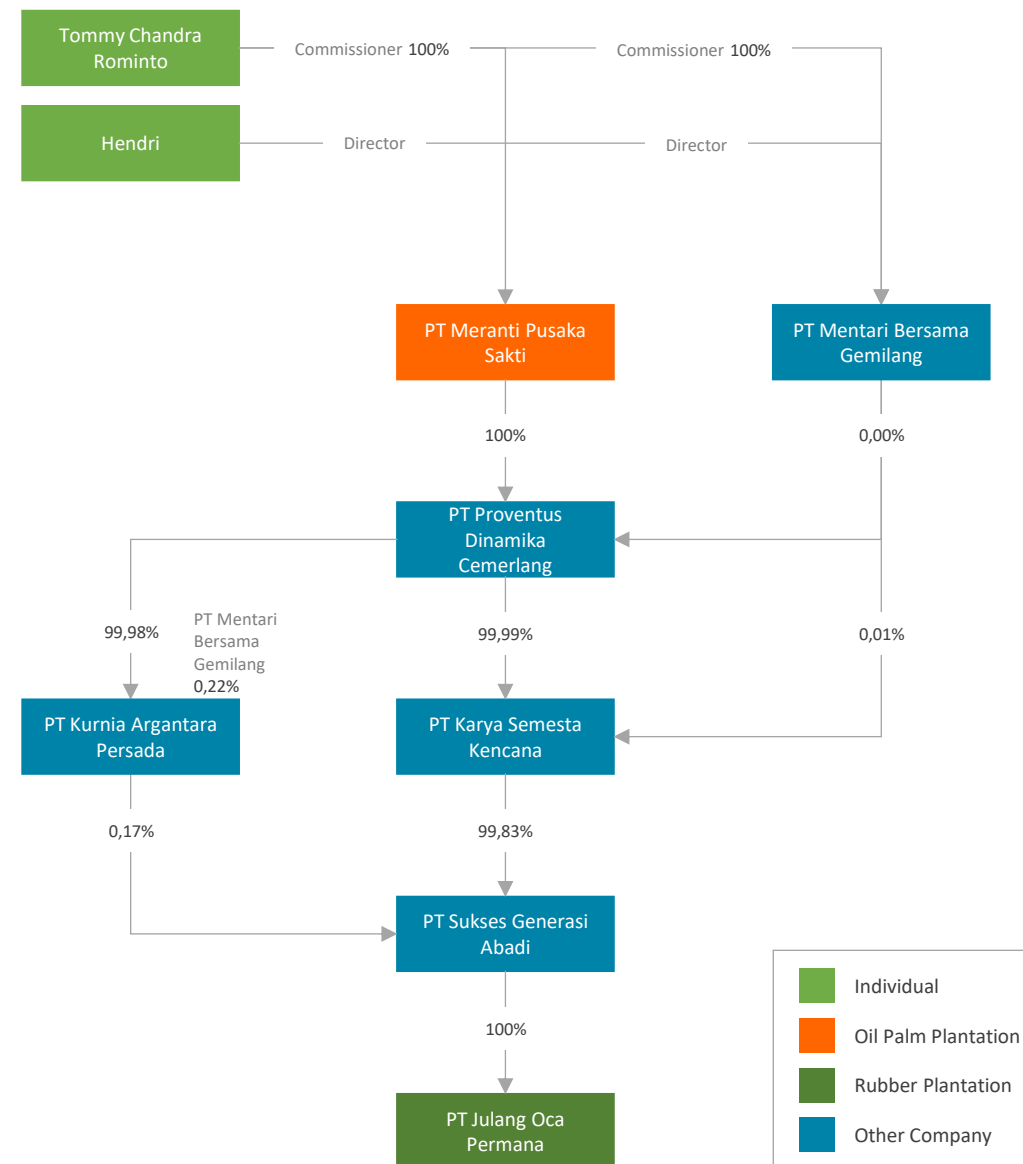 Tommy Chandra
Rominto
Commissioner 100%
Commissioner 100%
Hendri
Director
Director
PT Meranti Pusaka
Sakti
PT Mentari Bersama
Gemilang
100%
0,00%
PT Proventus
Dinamika
Cemerlang
99,98%
PT Mentari
Bersama
Gemilang
0,22%
99,99%
0,01%
PT Kurnia Argantara
Persada
PT Karya Semesta
Kencana
0,17%
99,83%
PT Sukses Generasi
Abadi
100%
PT Julang Oca
Permana
Individual
Oil Palm Plantation
Rubber Plantation
Other Company